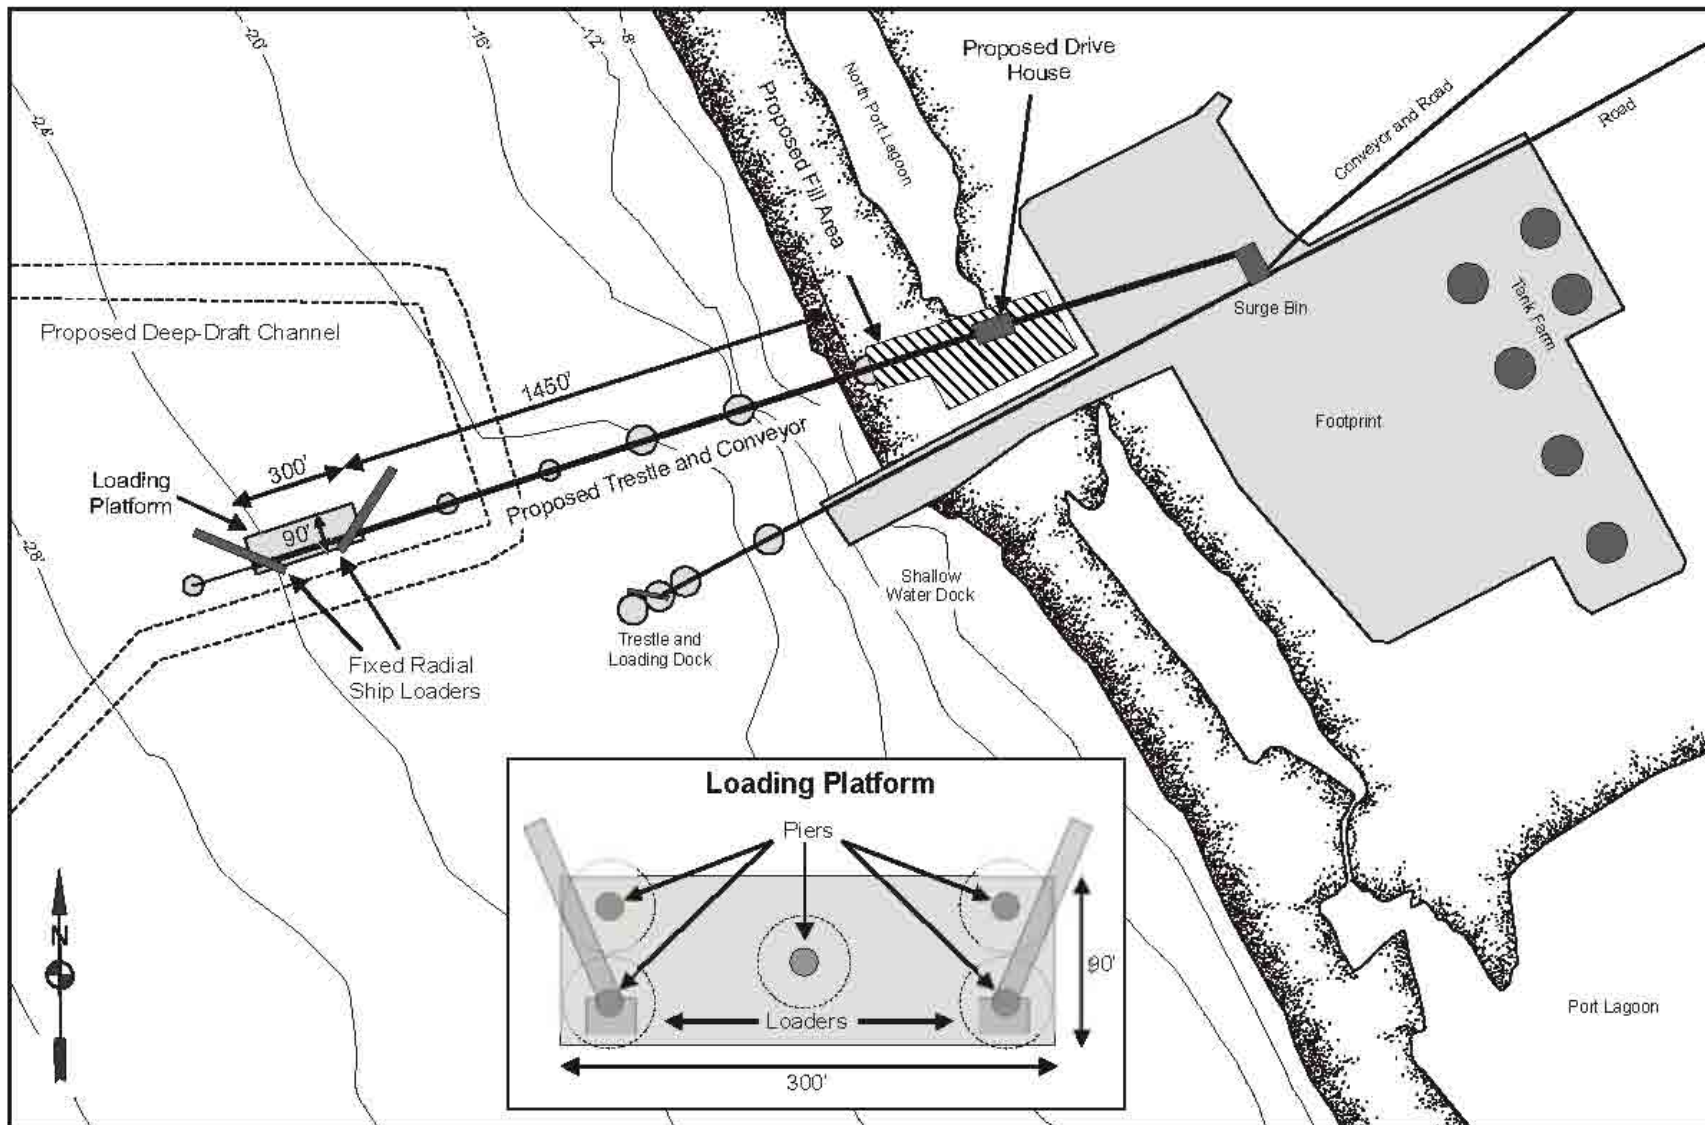 -20'
-16'
-12'
-8'
-24'
-28'
Proposed Drive
House
North Port Lagoon
Proposed Fill Area
Conveyor and Road
Road
Proposed Deep-Draft Channel
1450'
Surge Bin
Tank Farm
Footprint
300'
Loading
Platform
90'
Proposed Trestle and Conveyor
Shallow
Water Dock
Trestle and
Loading Dock
Fixed Radial
Ship Loaders
Loading Platform
Piers
90'
Loaders
300'
N
Port Lagoon